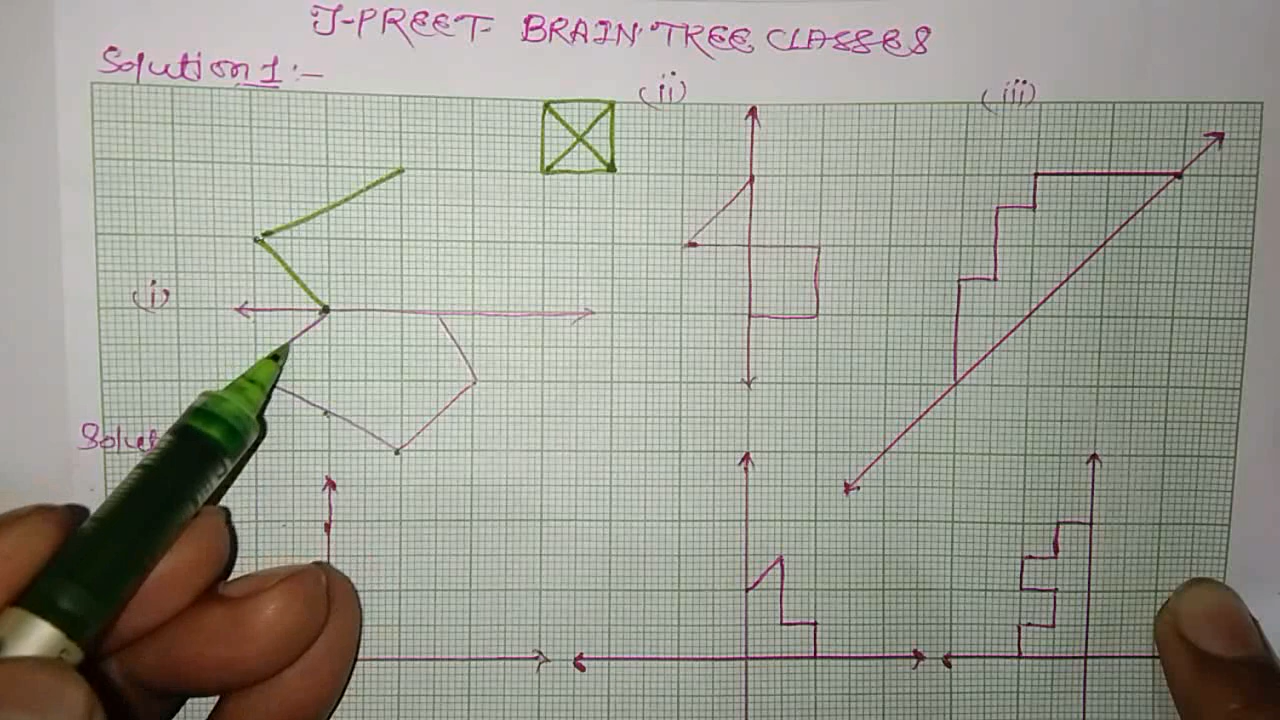 J-PREET BRAIN TREE CLASSES
Solution 1 :-
(ii)
(iii)
(i)